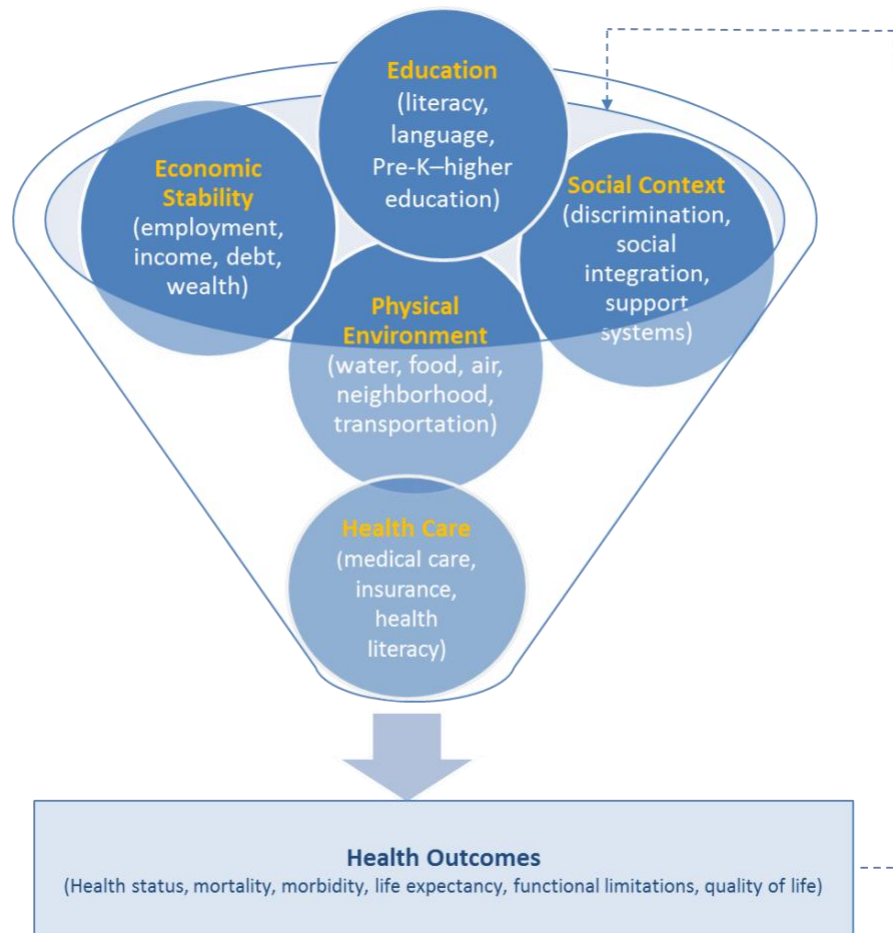 Education
(literacy,
language,
Pre-K–higher
education)
Economic
Stability
(employment,
income, debt,
wealth)
Social Context
(discrimination,
social
integration,
support
systems)
Physical
Environment
(water, food, air,
neighborhood,
transportation)
Health Care
(medical care,
insurance,
health
literacy)
Health Outcomes
(Health status, mortality, morbidity, life expectancy, functional limitations, quality of life)